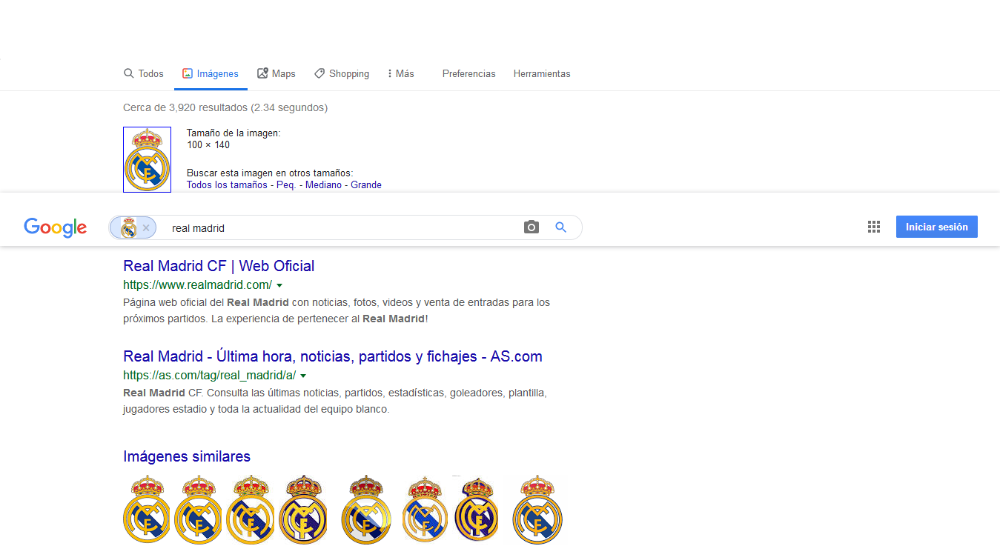 Todos Imágenes Maps Shopping Más Preferencias Herramientas
Cerca de 3,920 resultados (2.34 segundos)
Tamaño de la imagen:
100 × 140
Buscar esta imagen en otros tamaños:
Todos los tamaños - Peq. - Mediano - Grande
Google real madrid Iniciar sesión
Real Madrid CF | Web Oficial
https://www.realmadrid.com/
Página web oficial del Real Madrid con noticias, fotos, videos y venta de entradas para los
próximos partidos. La experiencia de pertenecer al Real Madrid!
Real Madrid - Última hora, noticias, partidos y fichajes - AS.com
https://as.com/tag/real_madrid/a/
Real Madrid CF. Consulta las últimas noticias, partidos, estadísticas, goleadores, plantilla,
jugadores estadio y toda la actualidad del equipo blanco.
Imágenes similares